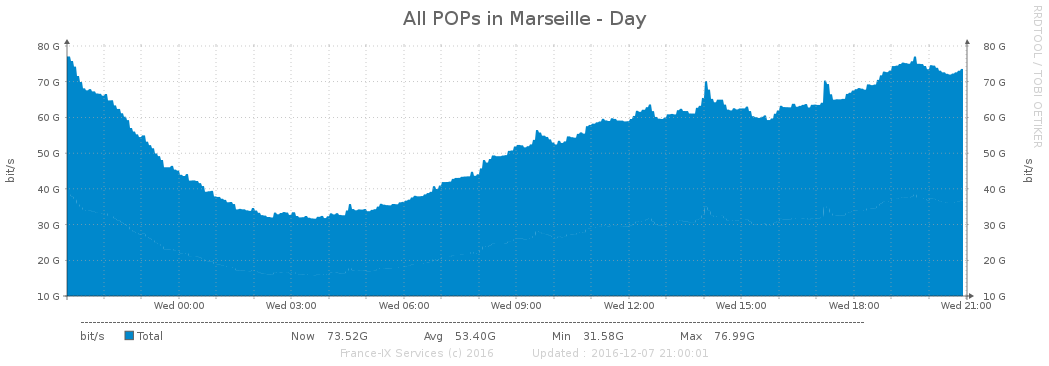 All POPs in Marseille - Day
RRDTOOL / TOBI OETIKER
bit/s
80 G 80 G
70 G 70 G
60 G 60 G
50 G 50 G
40 G 40 G
30 G 30 G
20 G 20 G
10 G 10 G
bit/s
Wed 00:00 Wed 03:00 Wed 06:00 Wed 09:00 Wed 12:00 Wed 15:00 Wed 18:00 Wed 21:00
bit/s Total Now 73.52G Avg 53.40G Min 31.58G Max 76.99G
France-IX Services (c) 2016 Updated : 2016-12-07 21:00:01